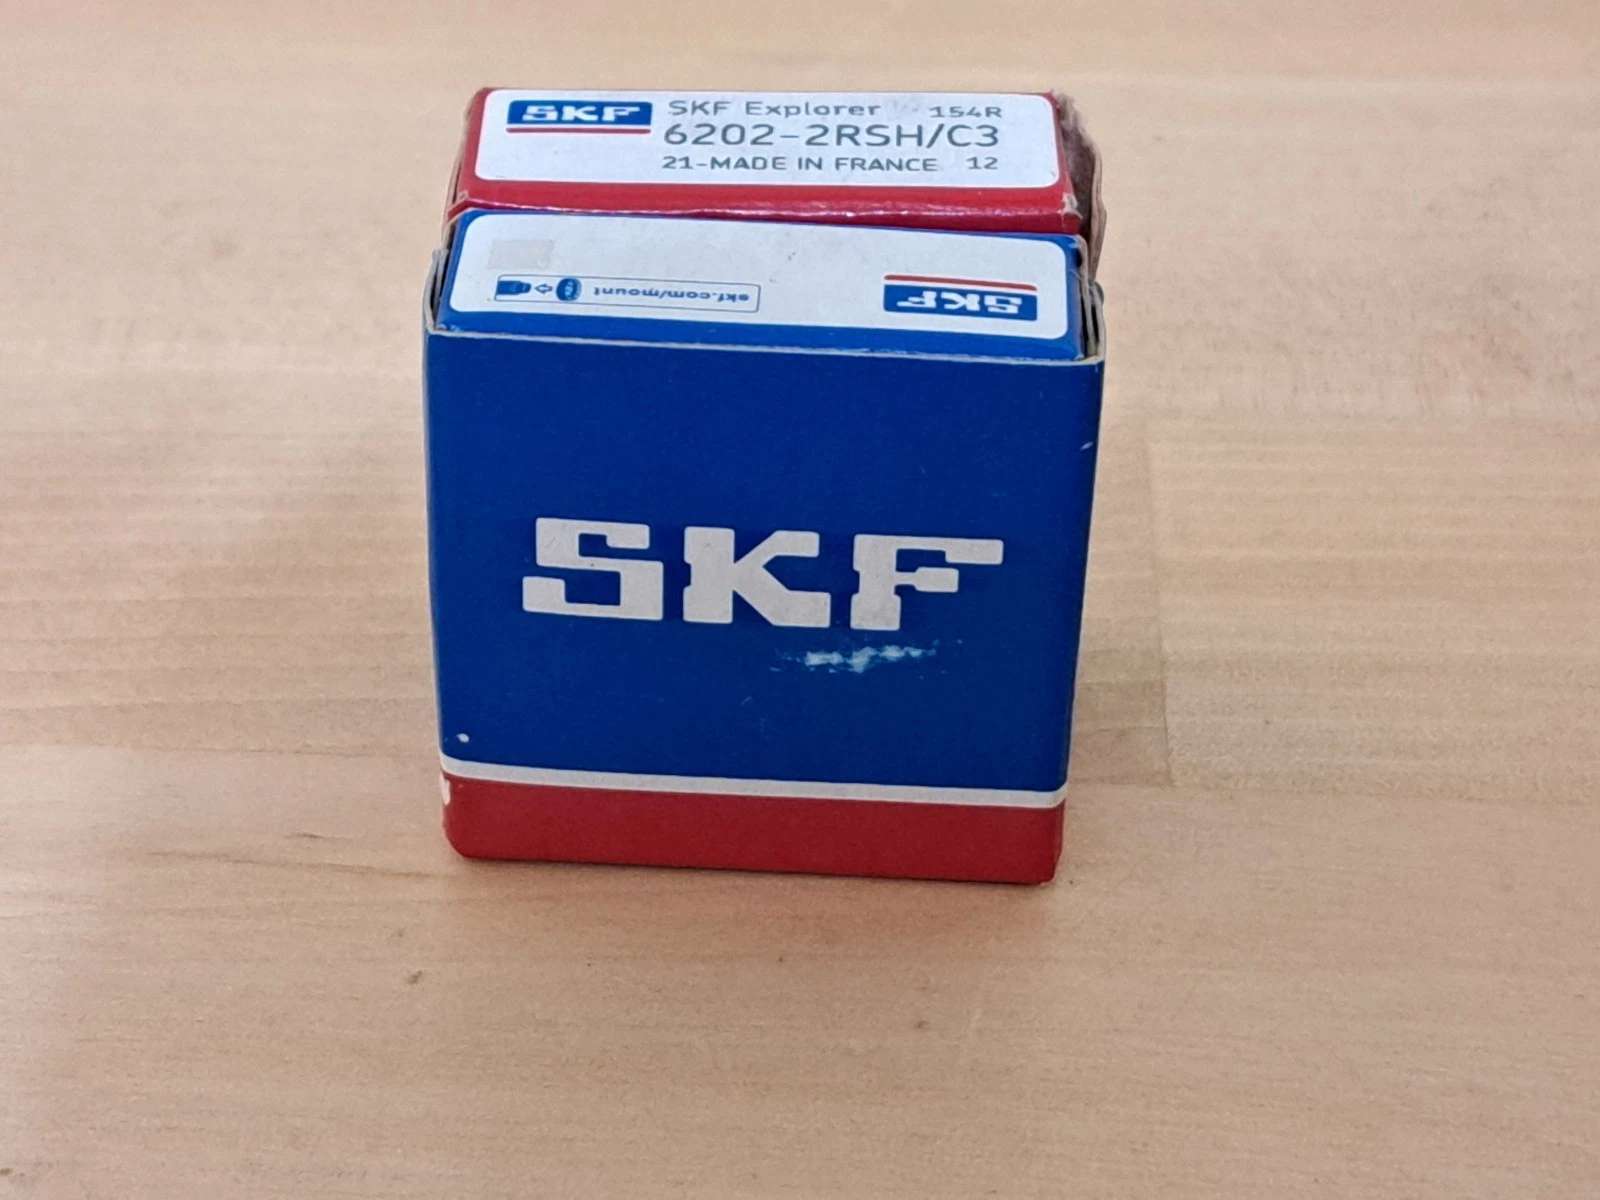 SKF
SKF Explorer 154R
6202-2RSH/C3
21-MADE IN FRANCE 12
skf.com/mount
SKF
SKF